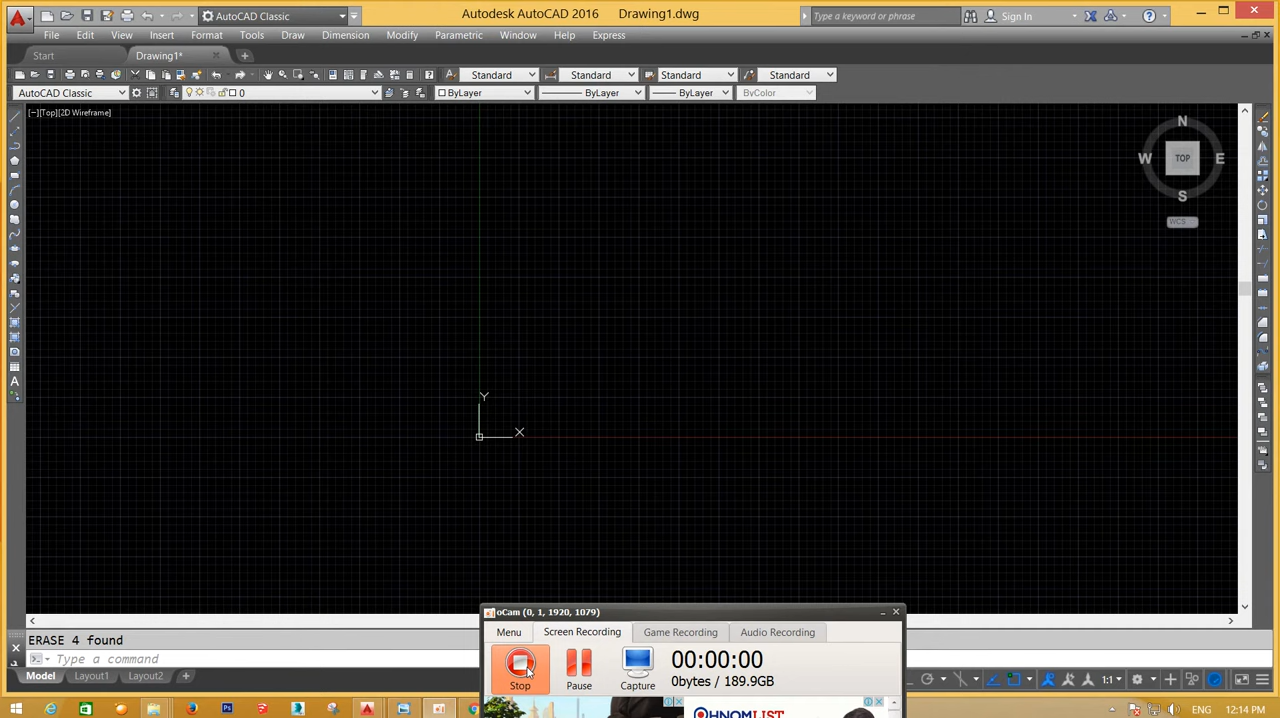 AutoCAD Classic
Autodesk AutoCAD 2016 Drawing1.dwg
Type a keyword or phrase
Sign In
File Edit View Insert Format Tools Draw Dimension Modify Parametric Window Help Express
Start
Drawing1*
Standard Standard Standard Standard
AutoCAD Classic
0
ByLayer ByLayer ByLayer ByColor
[−][Top][2D Wireframe]
N
W TOP E
S
WCS
Y
X
oCam (0, 1, 1920, 1079)
Menu Screen Recording Game Recording Audio Recording
ERASE 4 found
Type a command
00:00:00
0bytes / 189.9GB
Stop Pause Capture
Model Layout1 Layout2
1:1
OHNOMLIST
ENG 12:14 PM